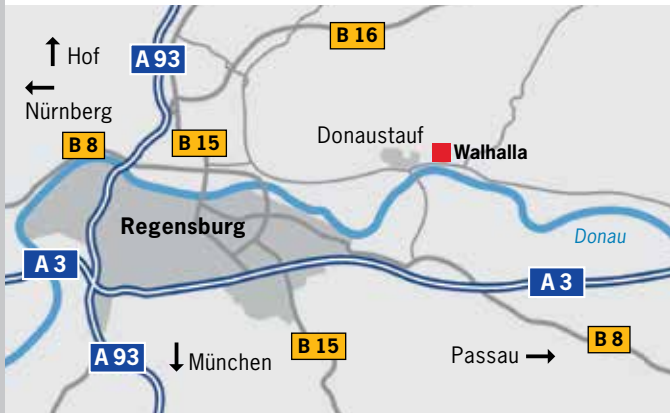 B 16
Hof
A 93
Nürnberg
B 8
B 15
Donaustauf
Walhalla
Regensburg
Donau
A 3
A 3
B 15
B 8
A 93
München
Passau